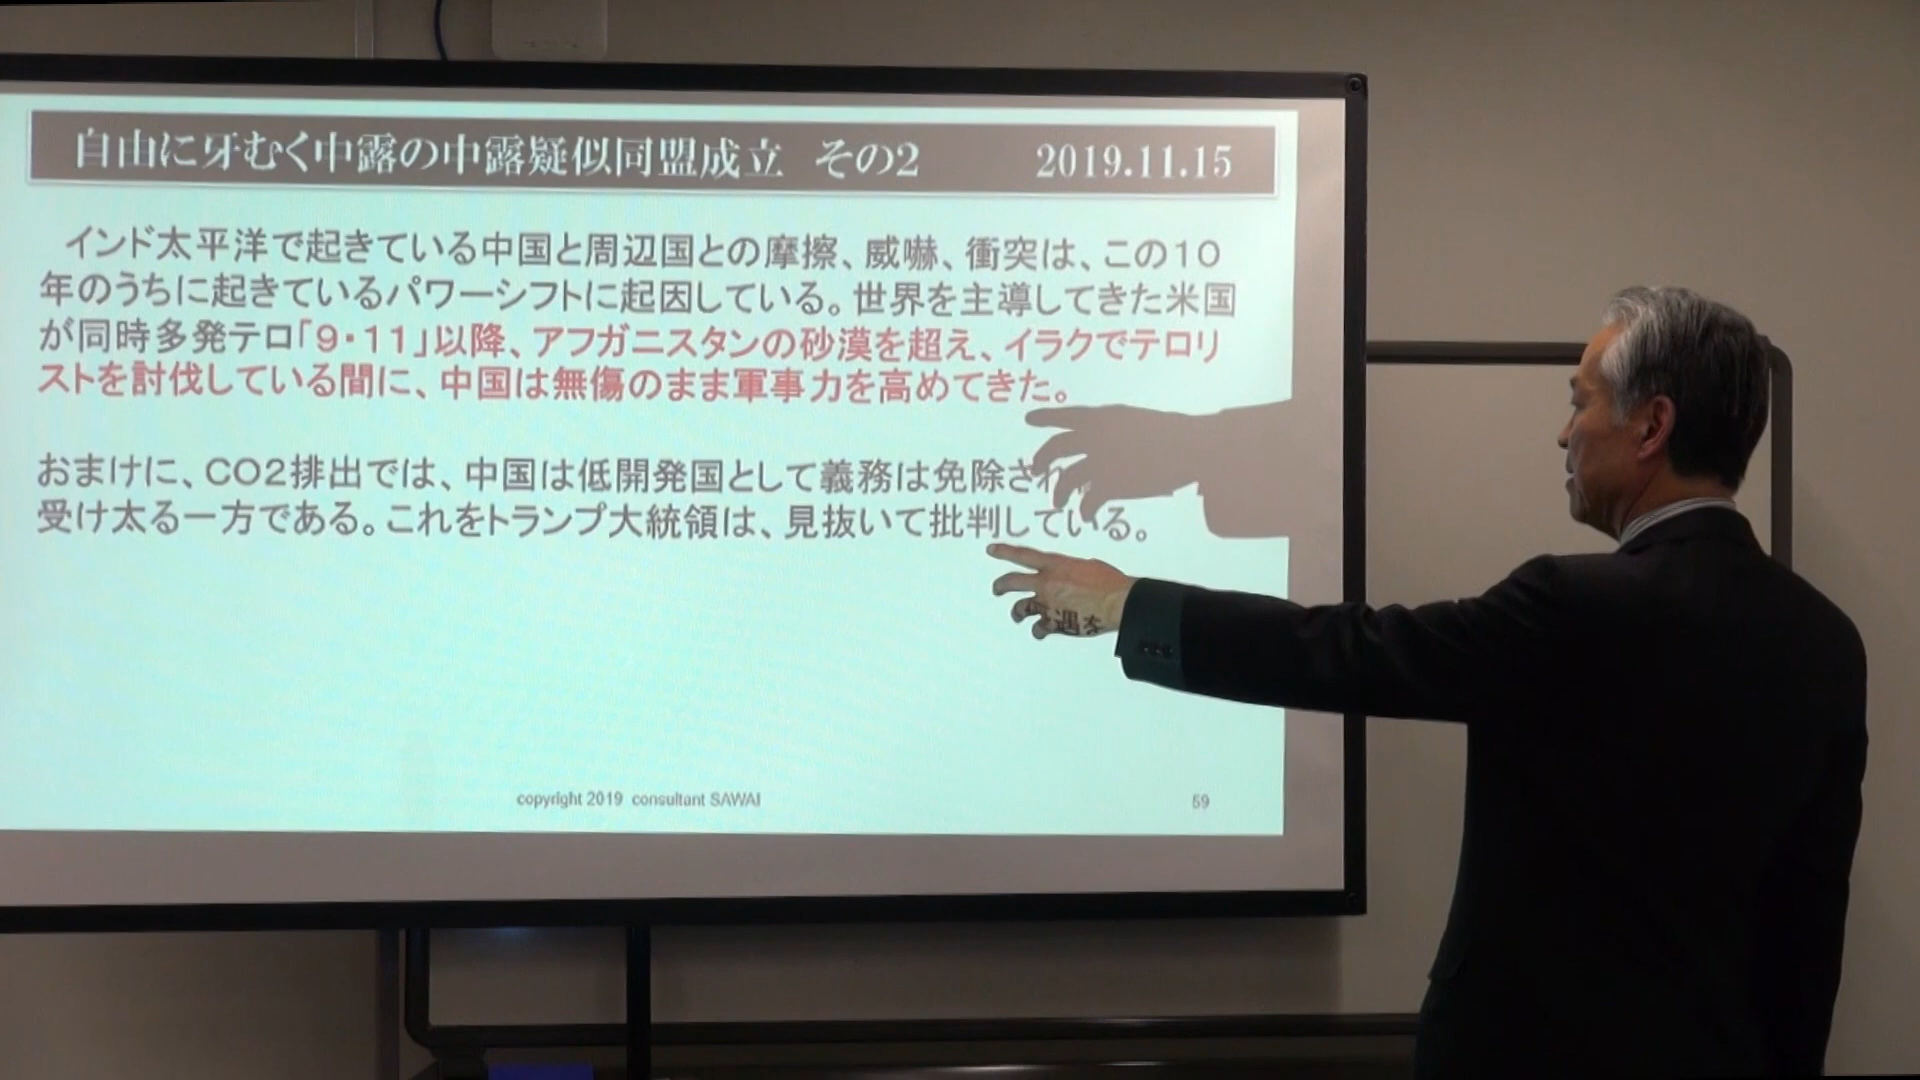 自由に牙むく中露の中露疑似同盟成立 その2 2019.11.15
インド太平洋で起きている中国と周辺国との摩擦、威嚇、衝突は、この10
年のうちに起きているパワーシフトに起因している。世界を主導してきた米国
が同時多発テロ「9・11」以降、アフガニスタンの砂漠を超え、イラクでテロリ
ストを討伐している間に、中国は無傷のまま軍事力を高めてきた。
おまけに、CO2排出では、中国は低開発国として義務は免除され
遇を
受け太る一方である。これをトランプ大統領は、見抜いて批判している。
copyright 2019 consultant SAWAI
59